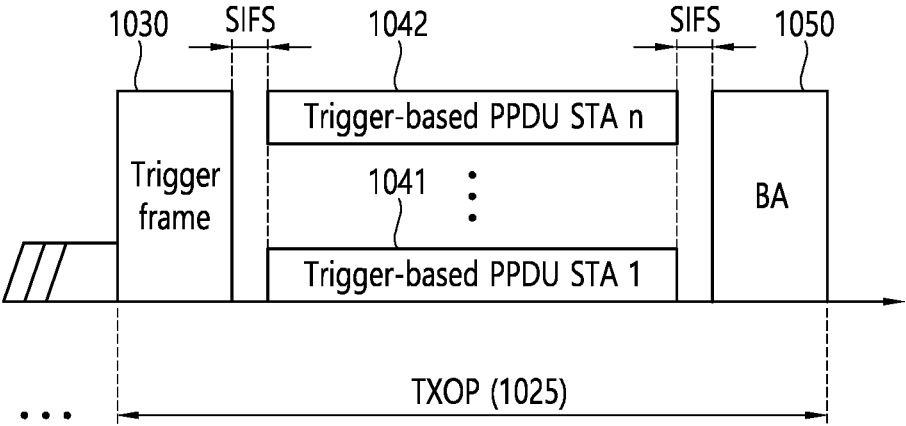 1030
SIFS
1042
SIFS
1050
Trigger-based PPDU STA n
Trigger
frame
1041
BA
Trigger-based PPDU STA 1
TXOP (1025)